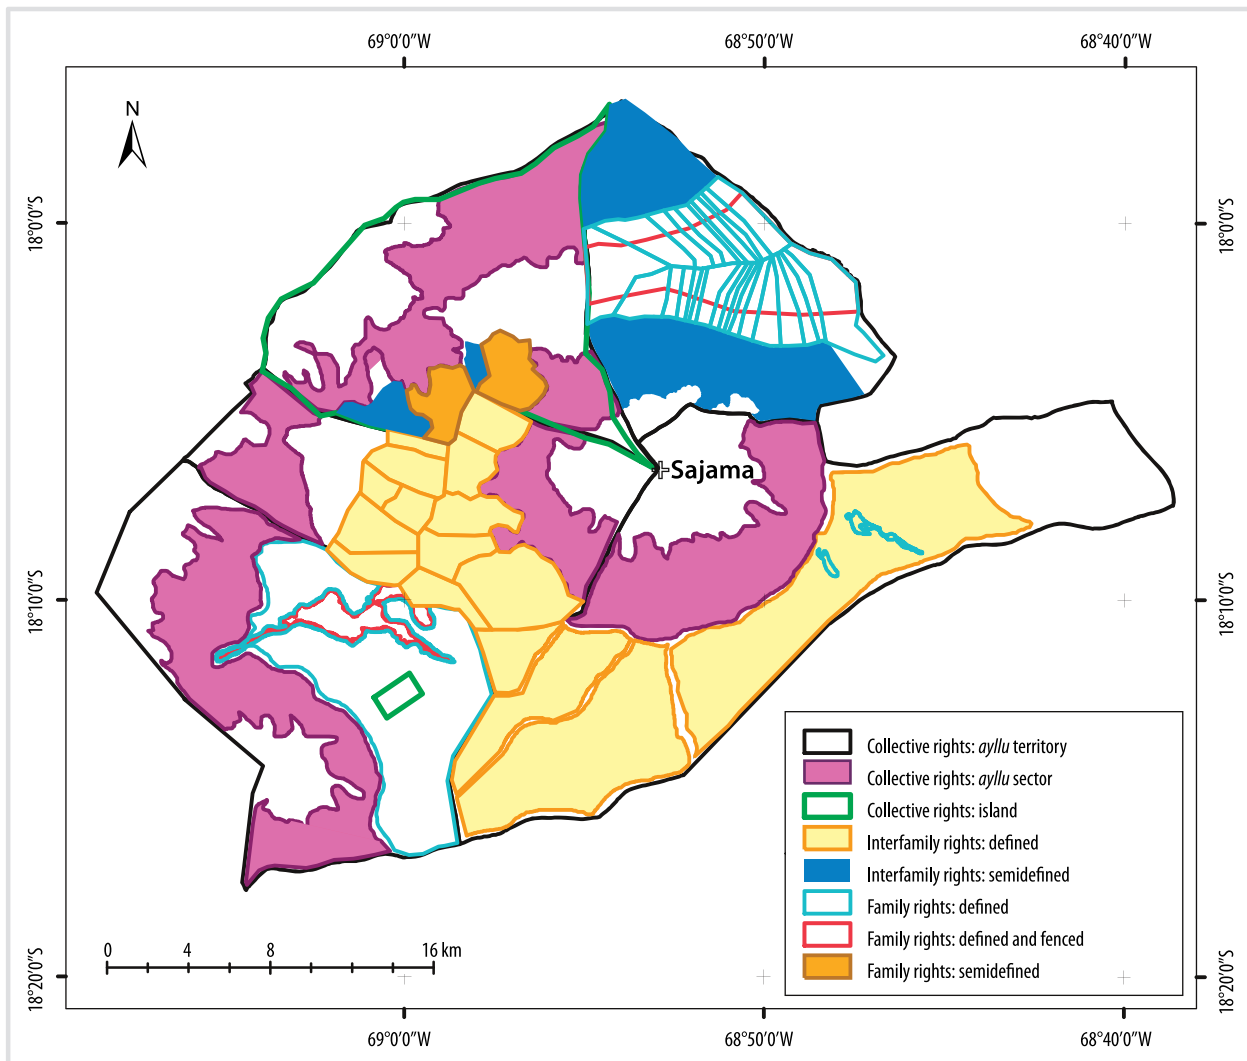 69°0'0"W
68°50'0"W
68°40'0"W
N
18°0'0"S
18°0'0"S
Sajama
18°10'0"S
18°10'0"S
Collective rights: ayllu territory
Collective rights: ayllu sector
Collective rights: island
Interfamily rights: defined
Interfamily rights: semidefined
Family rights: defined
Family rights: defined and fenced
Family rights: semidefined
0
4
8
16 km
18°20'0"S
18°20'0"S
69°0'0"W
68°50'0"W
68°40'0"W